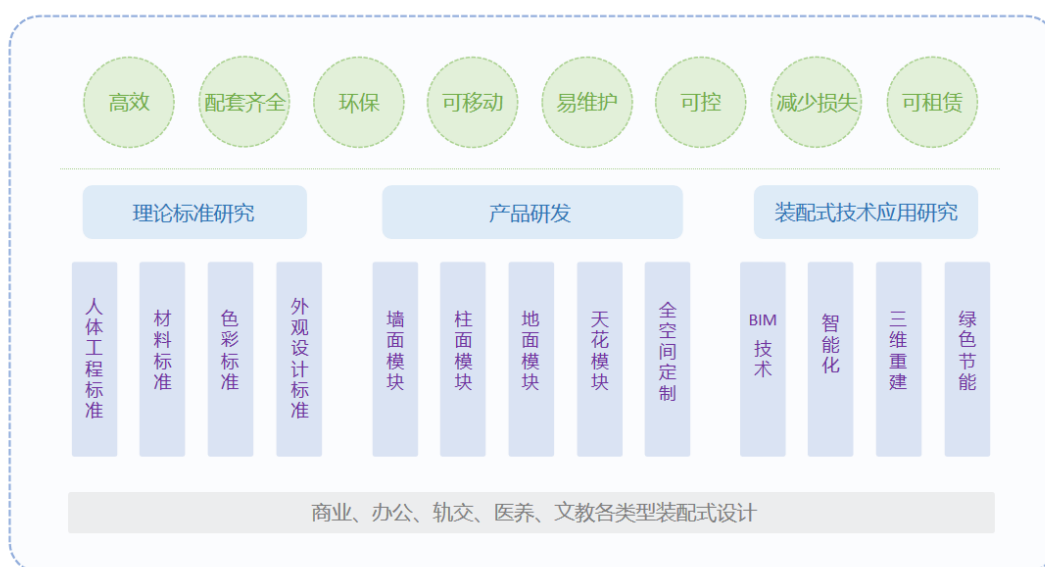 高效
配套齐全
环保
可移动
易维护
可控
减少损失
可租赁
理论标准研究
产品研发
装配式技术应用研究
人体工程标准
材料标准
色彩标准
外观设计标准
墙面模块
柱面模块
地面模块
天花模块
全空间定制
BIM技术
智能化
三维重建
绿色节能
商业、办公、轨交、医养、文教各类型装配式设计